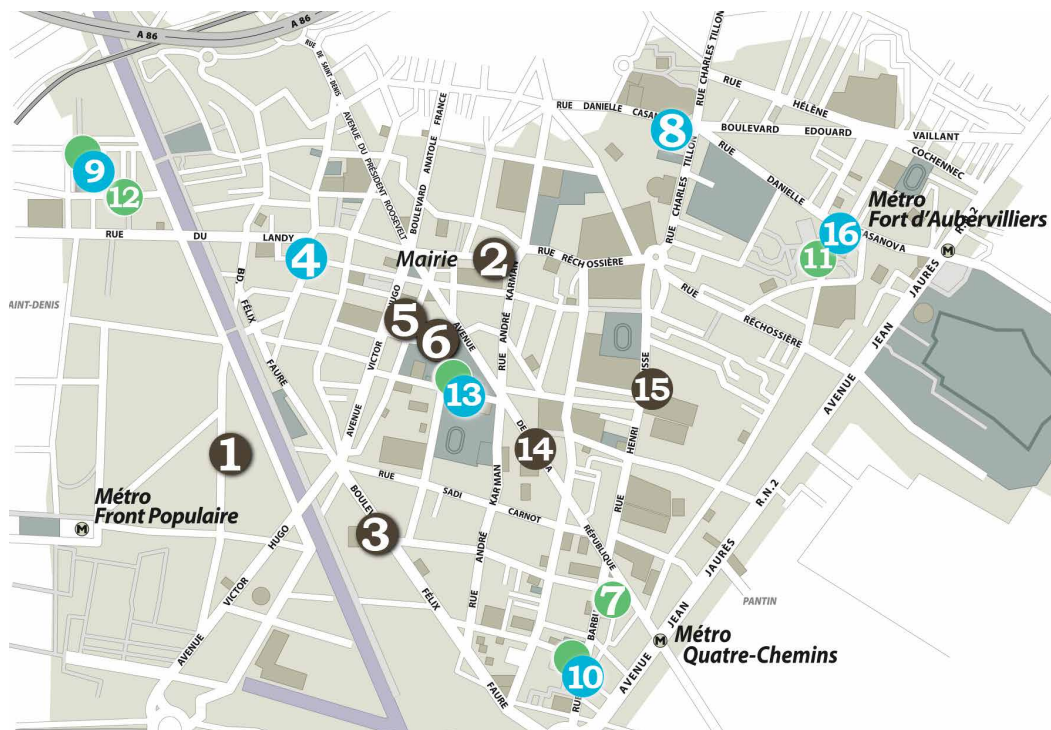 A 86
A 86
RUE DE SAINT-DENIS
AVENUE DU PRÉSIDENT ROOSEVELT
BOULEVARD ANATOLE FRANCE
RUE CHARLES TILLON
RUE HÉLÈNE
COCHENNEC
RUE DANIELLE
8
BOULEVARD EDOUARD VAILLANT
RUE DANIELLE CASANOVA
RUE CHARLES TILLON
9
12
Métro
Fort d'Aubervilliers
R.N.2
M
16
11
RUE DU LANDY
4
Mairie
2
RUE RÉCHOSSIÈRE
RUE RÉCHOSSIÈRE
BD. FÉLIX FAURE
SAINT-DENIS
5
6
AVENUE VICTOR HUGO
AVENUE
RUE ANDRÉ KARMAN
13
15
AVENUE JEAN JAURÈS
1
14
RUE HENRI
Métro
Front Populaire
M
3
RUE SADI CARNOT
BOULEVARD FÉLIX FAURE
RUE ANDRÉ KARMAN
RÉPUBLIQUE
R.N.2
AVENUE VICTOR HUGO
7
PANTIN
AVENUE JEAN JAURÈS
M
Métro
Quatre-Chemins
10
RUE